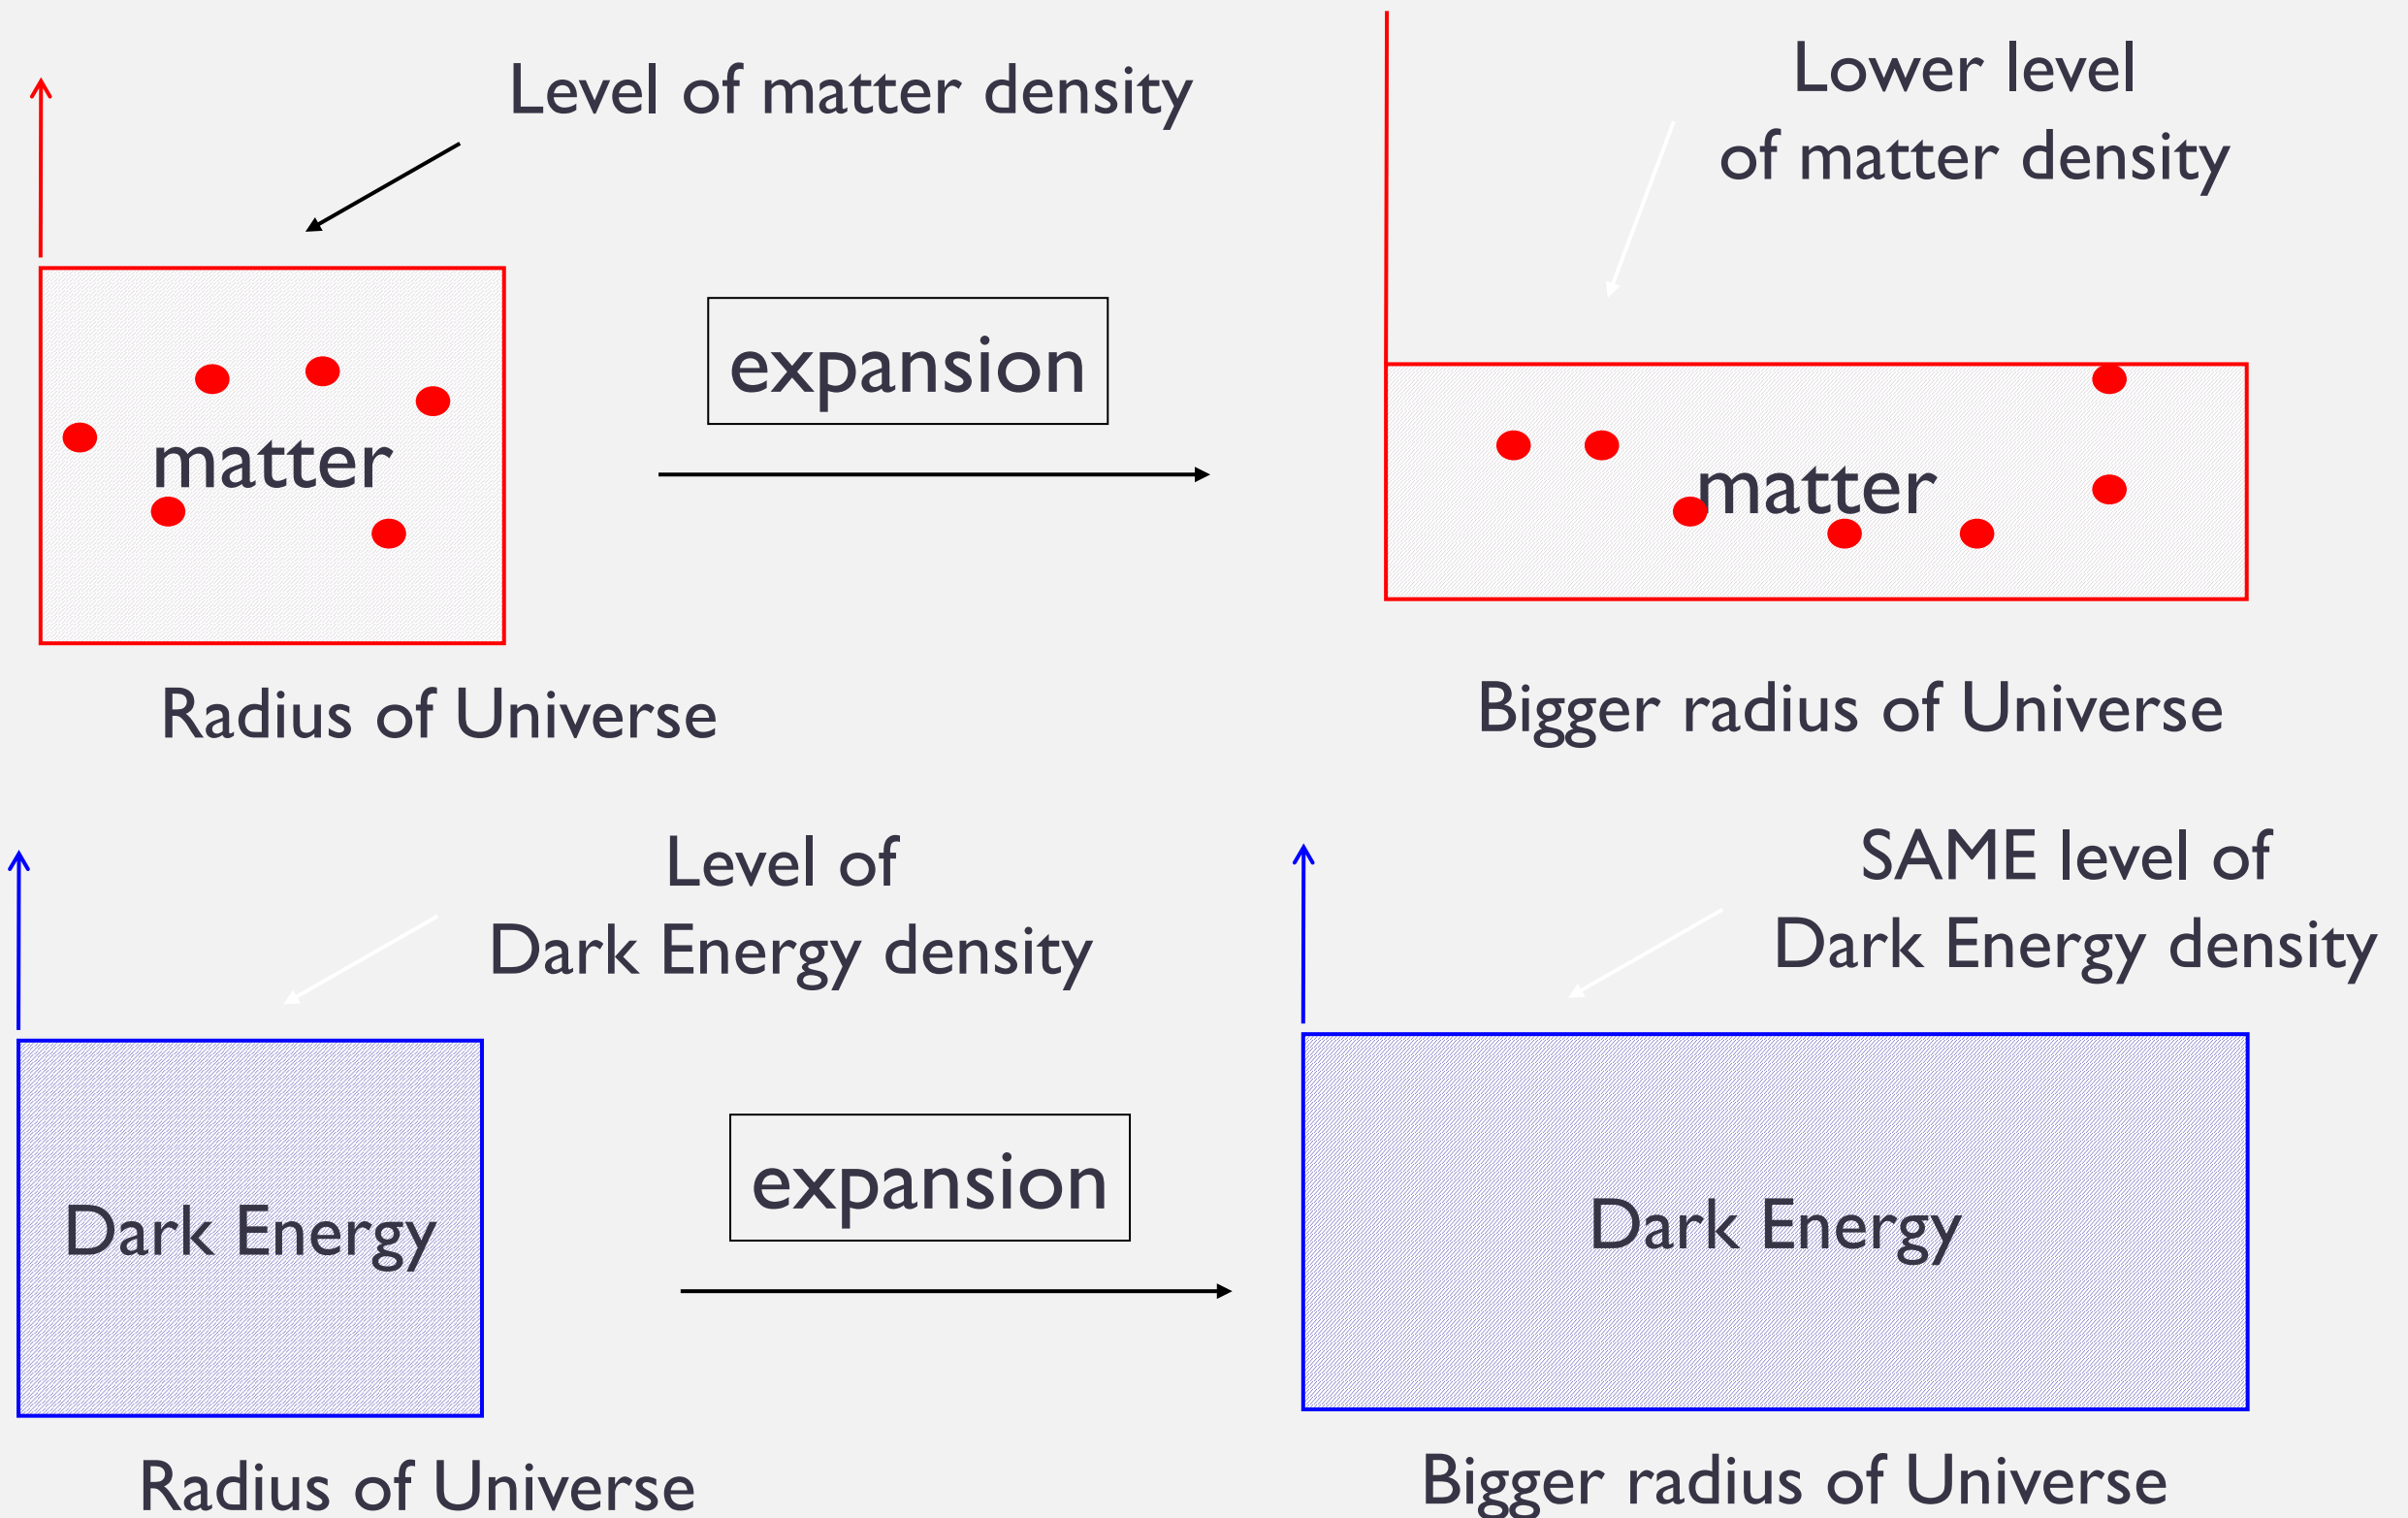 Level of matter density
Lower level
of matter density
expansion
matter
matter
Radius of Universe
Bigger radius of Universe
Level of
Dark Energy density
SAME level of
Dark Energy density
expansion
Dark Energy
Dark Energy
Radius of Universe
Bigger radius of Universe